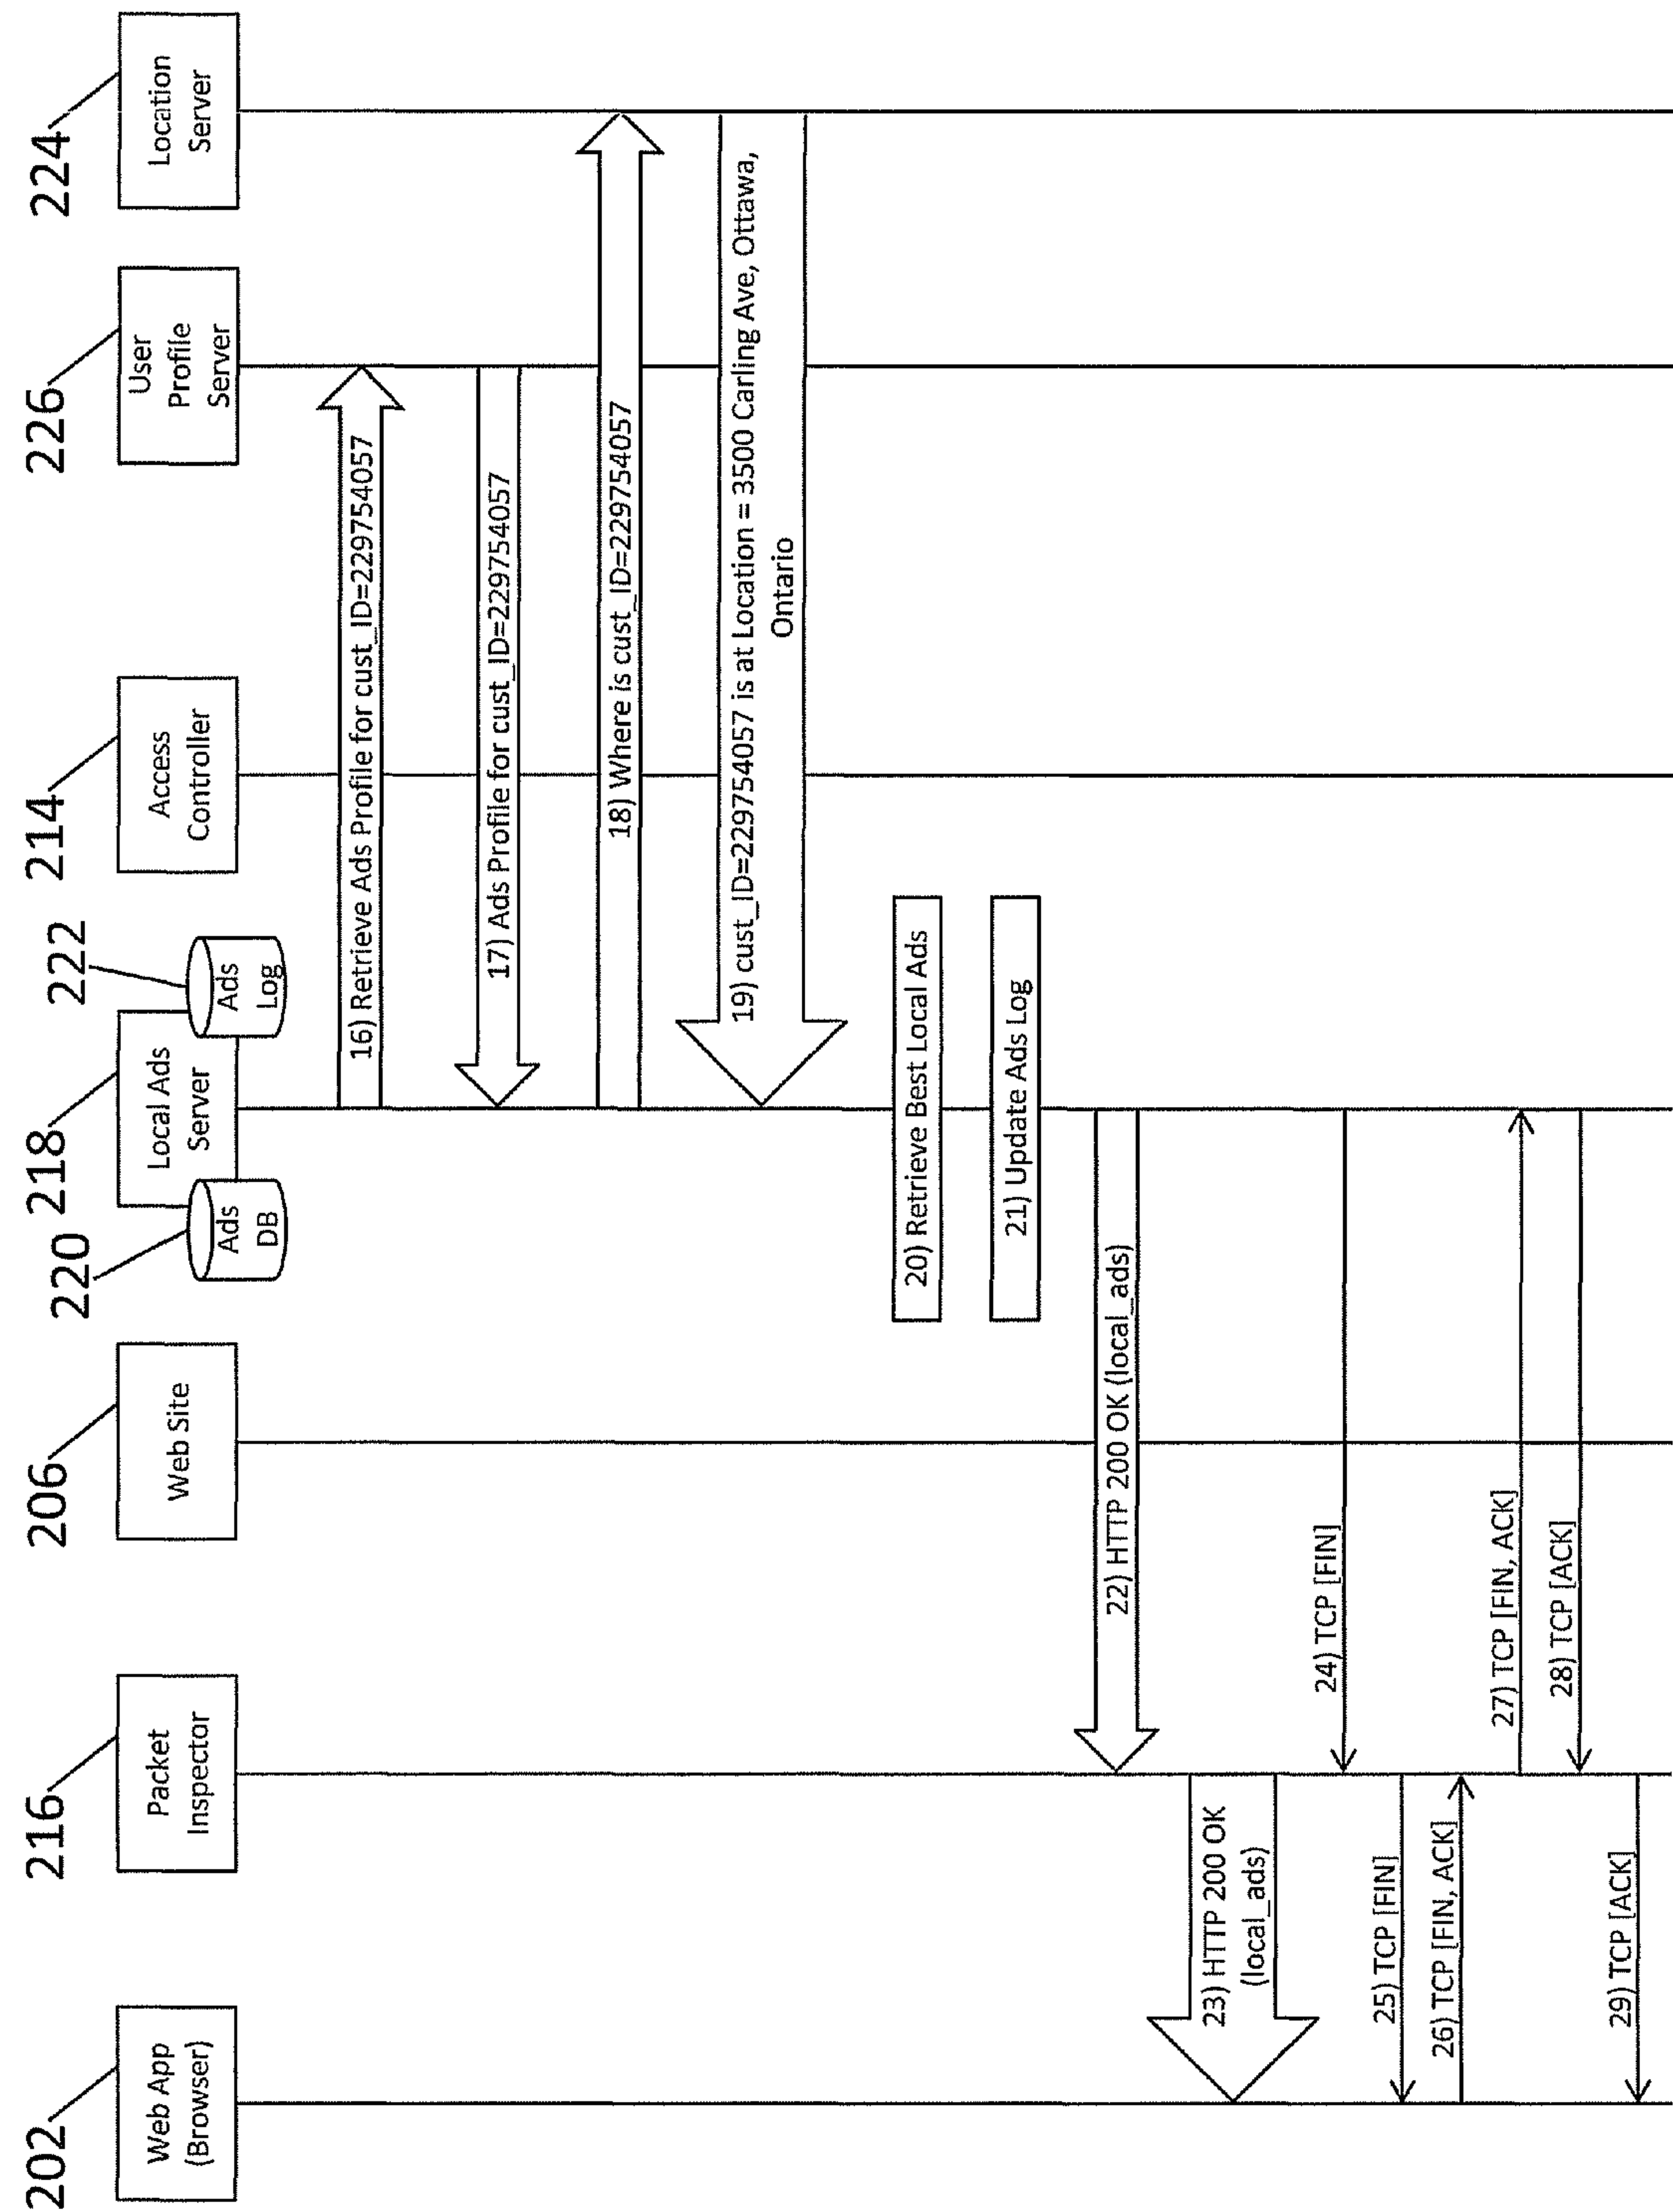 202
216
206
220
218
222
214
226
224
Web App
(Browser)
Packet
Inspector
Web Site
Ads
DB
Local Ads
Server
Ads
Log
Access
Controller
User
Profile
Server
Location
Server
16) Retrieve Ads Profile for cust_ID=229754057
17) Ads Profile for cust_ID=229754057
18) Where is cust_ID=229754057
19) cust_ID=229754057 is at Location = 3500 Carling Ave, Ottawa,
Ontario
20) Retrieve Best Local Ads
21) Update Ads Log
22) HTTP 200 OK (local_ads)
23) HTTP 200 OK
(local_ads)
24) TCP [FIN]
25) TCP [FIN]
26) TCP [FIN, ACK]
27) TCP [FIN, ACK]
28) TCP [ACK]
29) TCP [ACK]